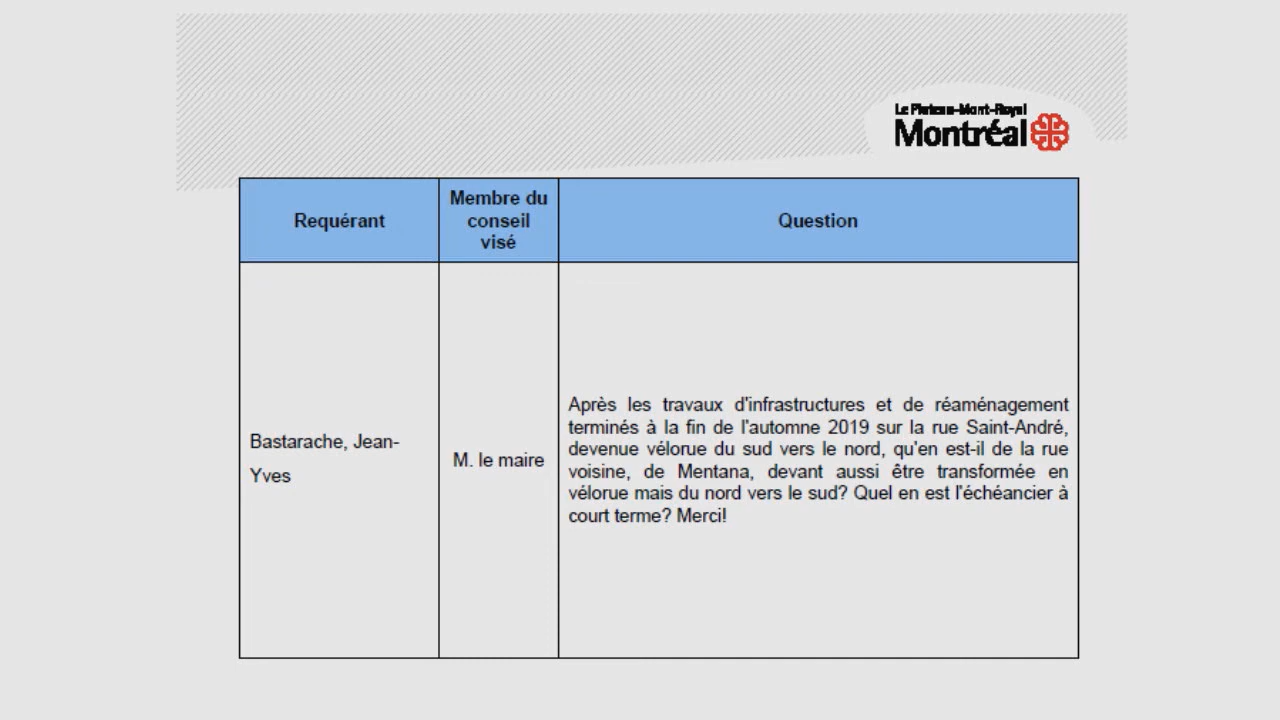 Le Plateau-Mont-Royal
Montréal
Requérant
Membre du
conseil
visé
Question
Bastarache, Jean-
Yves
M. le maire
Après les travaux d'infrastructures et de réaménagement
terminés à la fin de l'automne 2019 sur la rue Saint-André,
devenue vélorue du sud vers le nord, qu'en est-il de la rue
voisine, de Mentana, devant aussi être transformée en
vélorue mais du nord vers le sud? Quel en est l'échéancier à
court terme? Merci!